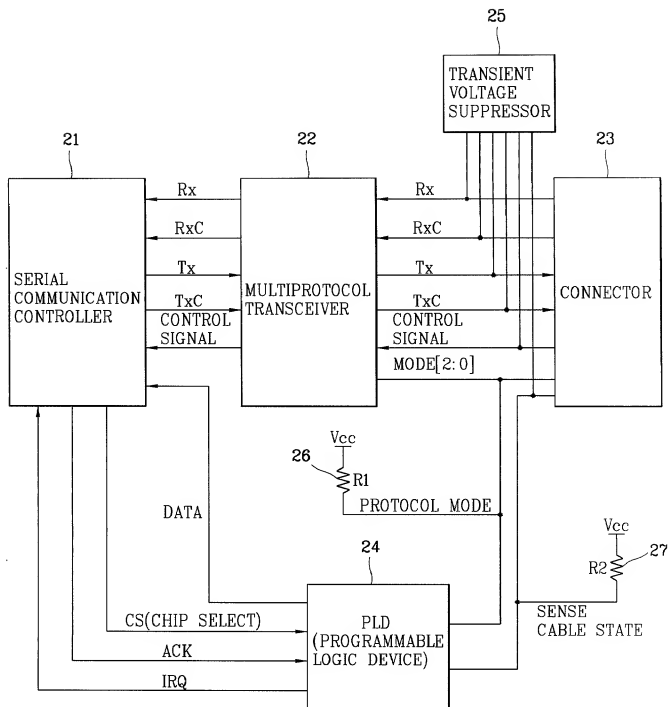 25
TRANSIENT
VOLTAGE
SUPPRESSOR
21
22
23
Rx
Rx
RxC
RxC
Tx
Tx
TxC
TxC
SERIAL
COMMUNICATION
CONTROLLER
MULTIPROTOCOL
TRANSCEIVER
CONNECTOR
CONTROL
SIGNAL
CONTROL
SIGNAL
MODE[2:0]
Vcc
26
R1
PROTOCOL MODE
DATA
Vcc
27
R2
24
SENSE
CABLE STATE
PLD
(PROGRAMMABLE
LOGIC DEVICE)
CS(CHIP SELECT)
ACK
IRQ